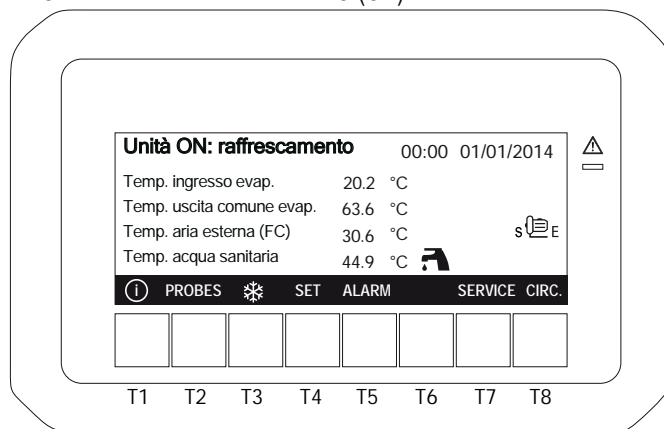 Unità ON: raffrescamento 00:00 01/01/2014
Temp. ingresso evap. 20.2 °C
Temp. uscita comune evap. 63.6 °C
Temp. aria esterna (FC) 30.6 °C
S E
Temp. acqua sanitaria 44.9 °C
i PROBES SET ALARM SERVICE CIRC.
T1 T2 T3 T4 T5 T6 T7 T8